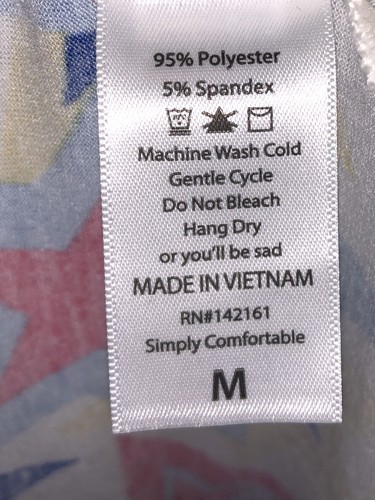 95% Polyester
5% Spandex
Machine Wash Cold
Gentle Cycle
Do Not Bleach
Hang Dry
or you'll be sad
MADE IN VIETNAM
RN#142161
Simply Comfortable
M